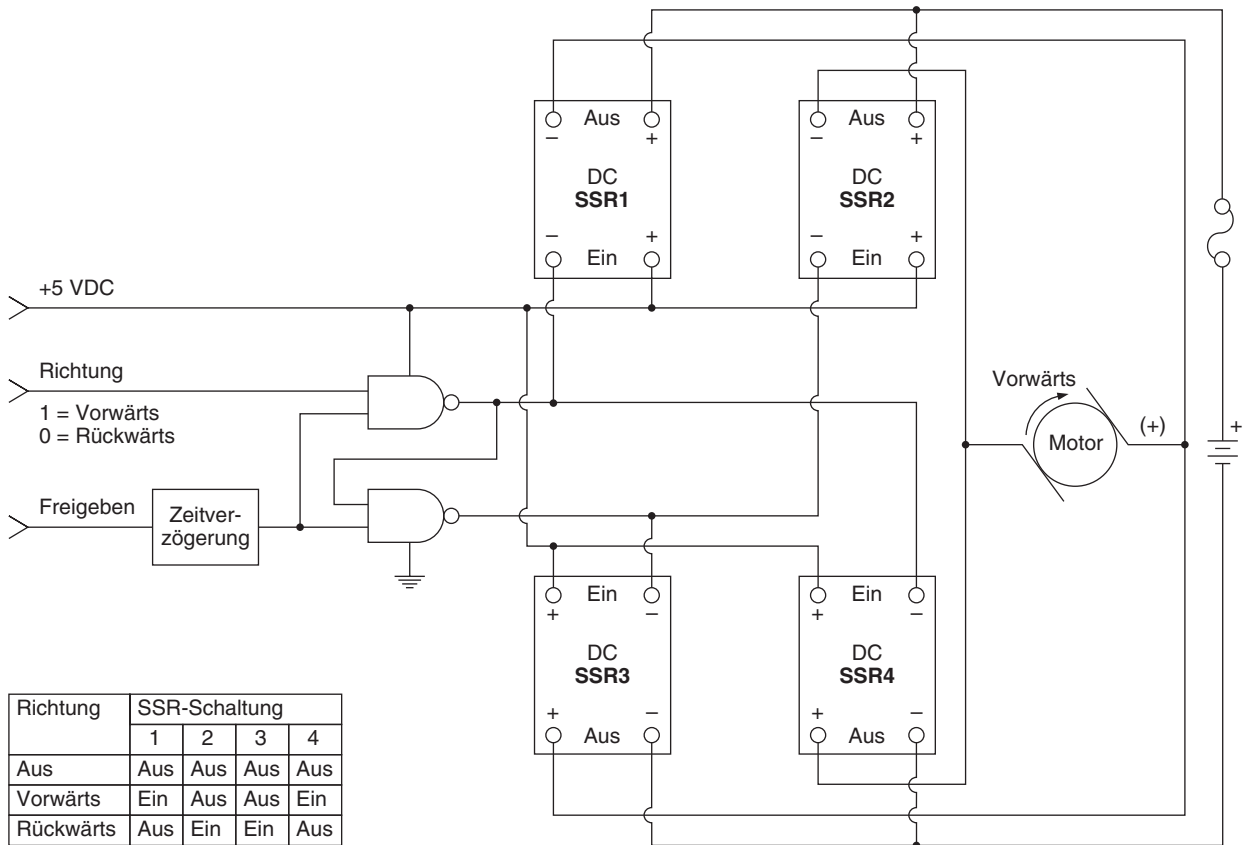 Aus
Aus
− +
− +
DC
SSR1
DC
SSR2
− +
− +
Ein
Ein
+5 VDC
Richtung
1 = Vorwärts
0 = Rückwärts
Vorwärts
Motor
(+)
+
Freigeben
Zeitver-
zögerung
Ein
Ein
+ −
+ −
DC
SSR3
DC
SSR4
+ −
+ −
Aus
Aus
Richtung SSR-Schaltung
1 2 3 4
Aus Aus Aus Aus Aus
Vorwärts Ein Aus Aus Ein
Rückwärts Aus Ein Ein Aus